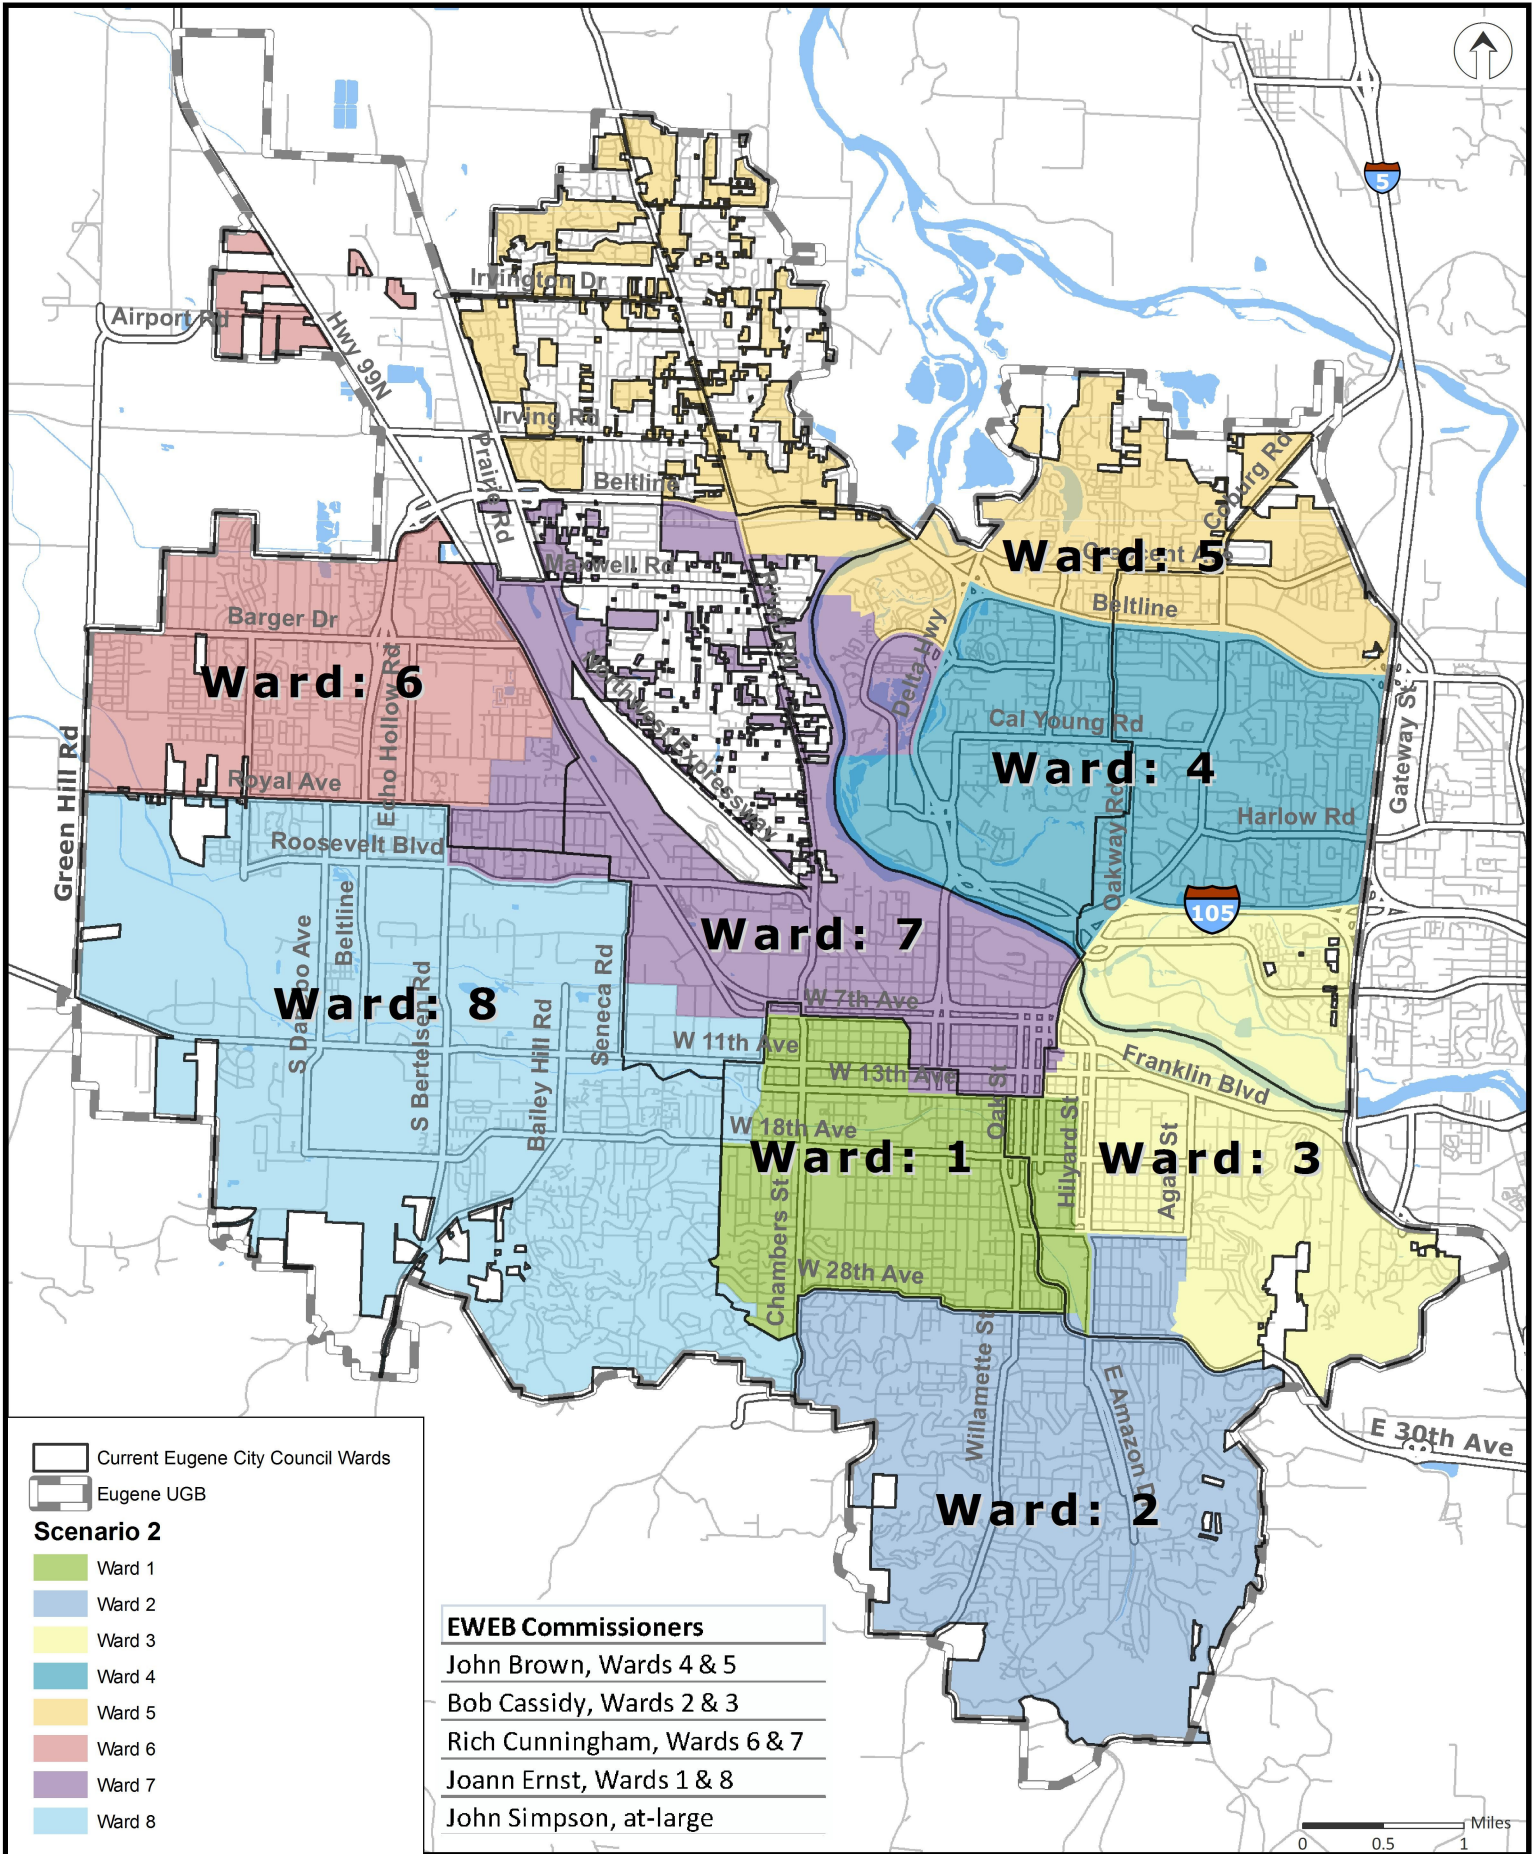 5
Irvington Dr
Airport Rd
Hwy 99N
Irving Rd
Prairie Rd
Beltline
Coburg Rd
Crescent Ave
Ward: 5
Maxwell Rd
River Rd
Beltline
Barger Dr
Delta Hwy
Ward: 6
Echo Hollow Rd
Northwest Expressway
Cal Young Rd
Gateway St
Green Hill Rd
Royal Ave
Ward: 4
Oakway Rd
Harlow Rd
Roosevelt Blvd
105
Beltline
S Danebo Ave
Ward: 7
Seneca Rd
S Bertelsen Rd
Ward: 8
Bailey Hill Rd
W 7th Ave
W 11th Ave
W 13th Ave
Franklin Blvd
Oak St
Hilyard St
W 18th Ave
Ward: 1
Ward: 3
Agate St
Chambers St
W 28th Ave
Willamette St
E Amazon Dr
E 30th Ave
Ward: 2
Current Eugene City Council Wards
Eugene UGB
Scenario 2
Ward 1
Ward 2
Ward 3
Ward 4
Ward 5
Ward 6
Ward 7
Ward 8
EWEB Commissioners
John Brown, Wards 4 & 5
Bob Cassidy, Wards 2 & 3
Rich Cunningham, Wards 6 & 7
Joann Ernst, Wards 1 & 8
John Simpson, at-large
Miles
0 0.5 1